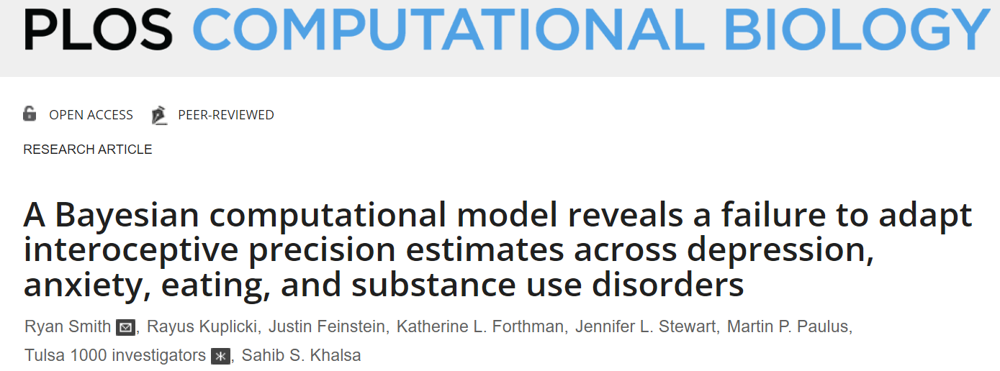 PLOS COMPUTATIONAL BIOLOGY
OPEN ACCESS PEER-REVIEWED
RESEARCH ARTICLE
A Bayesian computational model reveals a failure to adapt
interoceptive precision estimates across depression,
anxiety, eating, and substance use disorders
Ryan Smith, Rayus Kuplicki, Justin Feinstein, Katherine L. Forthman, Jennifer L. Stewart, Martin P. Paulus,
Tulsa 1000 investigators, Sahib S. Khalsa